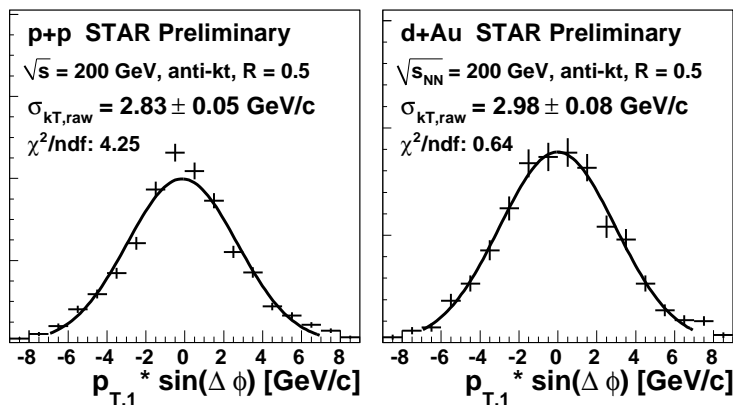 p+p STAR Preliminary
√s = 200 GeV, anti-kt, R = 0.5
σkT,raw = 2.83 ± 0.05 GeV/c
χ²/ndf: 4.25
-8 -6 -4 -2 0 2 4 6 8
pT,1* sin(Δ ϕ) [GeV/c]
d+Au STAR Preliminary
√sNN = 200 GeV, anti-kt, R = 0.5
σkT,raw = 2.98 ± 0.08 GeV/c
χ²/ndf: 0.64
-8 -6 -4 -2 0 2 4 6 8
pT,1* sin(Δ ϕ) [GeV/c]